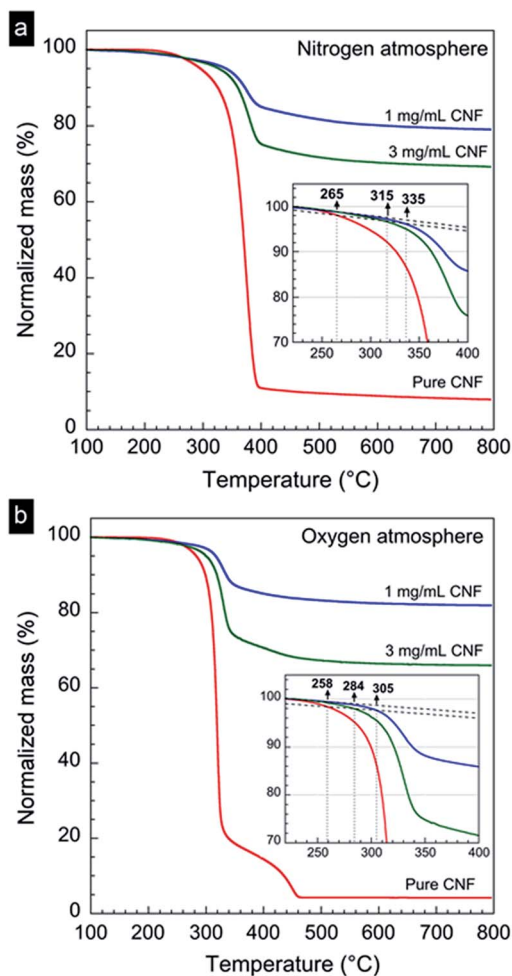 a
Nitrogen atmosphere
Normalized mass (%)
100
80
60
40
20
0
1 mg/mL CNF
3 mg/mL CNF
265 315 335
100
90
80
70
250 300 350 400
Pure CNF
100 200 300 400 500 600 700 800
Temperature (°C)
b
Oxygen atmosphere
Normalized mass (%)
100
80
60
40
20
0
1 mg/mL CNF
3 mg/mL CNF
258 284 305
100
90
80
70
250 300 350 400
Pure CNF
100 200 300 400 500 600 700 800
Temperature (°C)